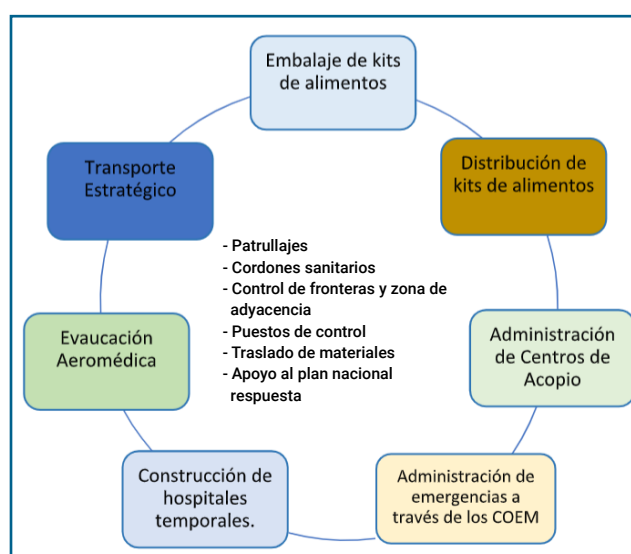 Embalaje de kits
de alimentos
Transporte
Estratégico
Distribución de
kits de alimentos
- Patrullajes
- Cordones sanitarios
- Control de fronteras y zona de
adyacencia
- Puestos de control
- Traslado de materiales
- Apoyo al plan nacional
respuesta
Evaucación
Aeromédica
Administración
de Centros de
Acopio
Construcción de
hospitales
temporales.
Administración de
emergencias a
través de los COEM